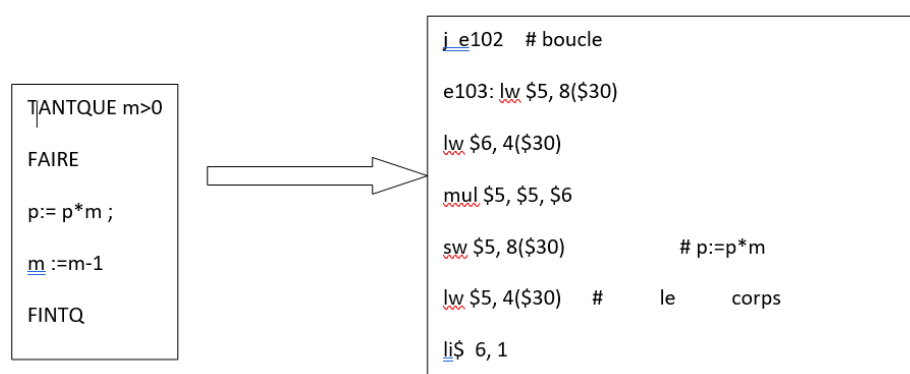 TANTQUE m>0
FAIRE
p:= p*m ;
m :=m-1
FINTQ
j e102 # boucle
e103: lw $5, 8($30)
lw $6, 4($30)
mul $5, $5, $6
sw $5, 8($30) # p:=p*m
lw $5, 4($30) # le corps
li$ 6, 1